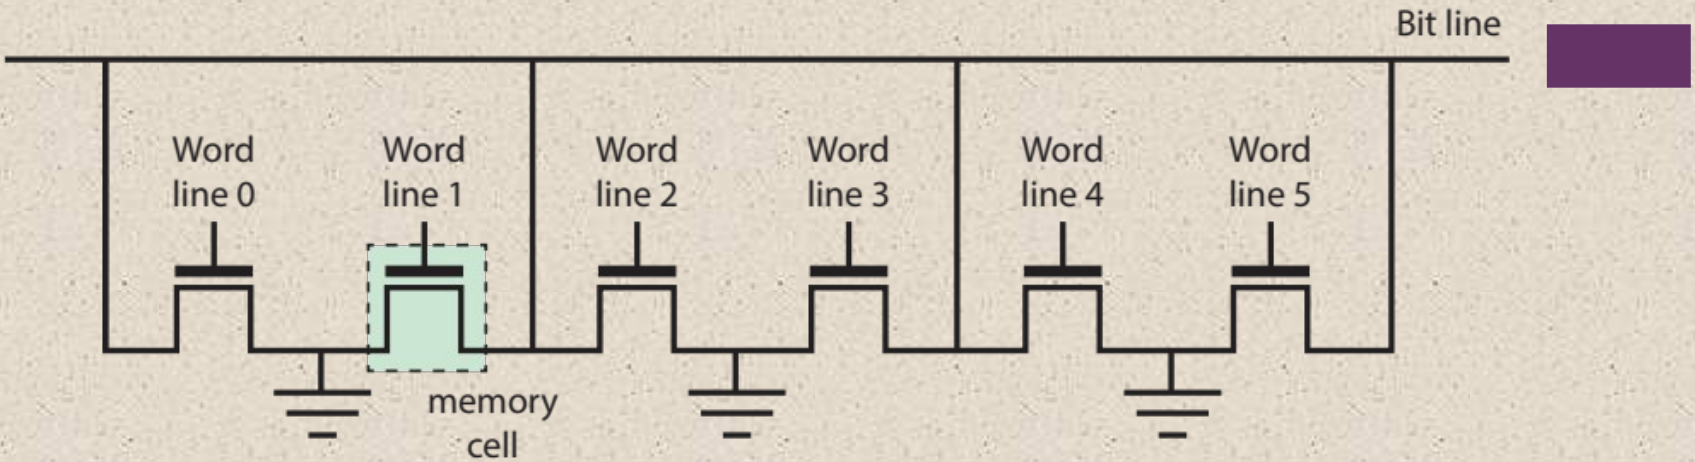 Bit line
Word
line 0
Word
line 1
Word
line 2
Word
line 3
Word
line 4
Word
line 5
memory
cell